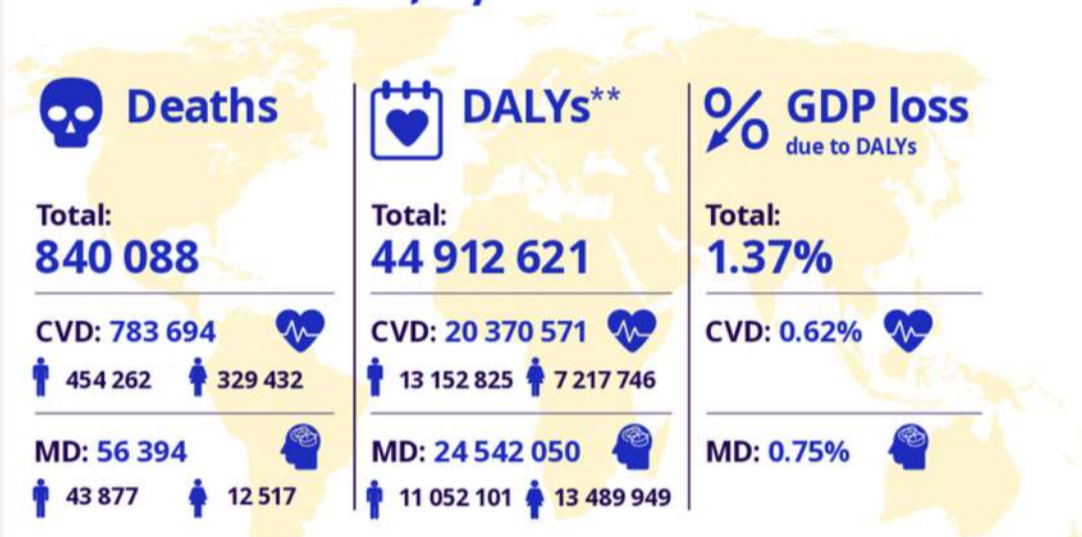 Deaths
Total:
840 088
CVD: 783 694
454 262 329 432
MD: 56 394
43 877 12 517
DALYs**
Total:
44 912 621
CVD: 20 370 571
13 152 825 7 217 746
MD: 24 542 050
11 052 101 13 489 949
% GDP loss
due to DALYs
Total:
1.37%
CVD: 0.62%
MD: 0.75%